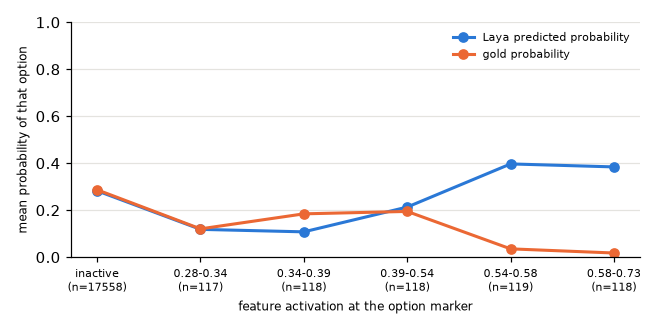 1.0
0.8
0.6
0.4
0.2
0.0
mean probability of that option
Laya predicted probability
gold probability
inactive
(n=17558)
0.28-0.34
(n=117)
0.34-0.39
(n=118)
0.39-0.54
(n=118)
0.54-0.58
(n=119)
0.58-0.73
(n=118)
feature activation at the option marker